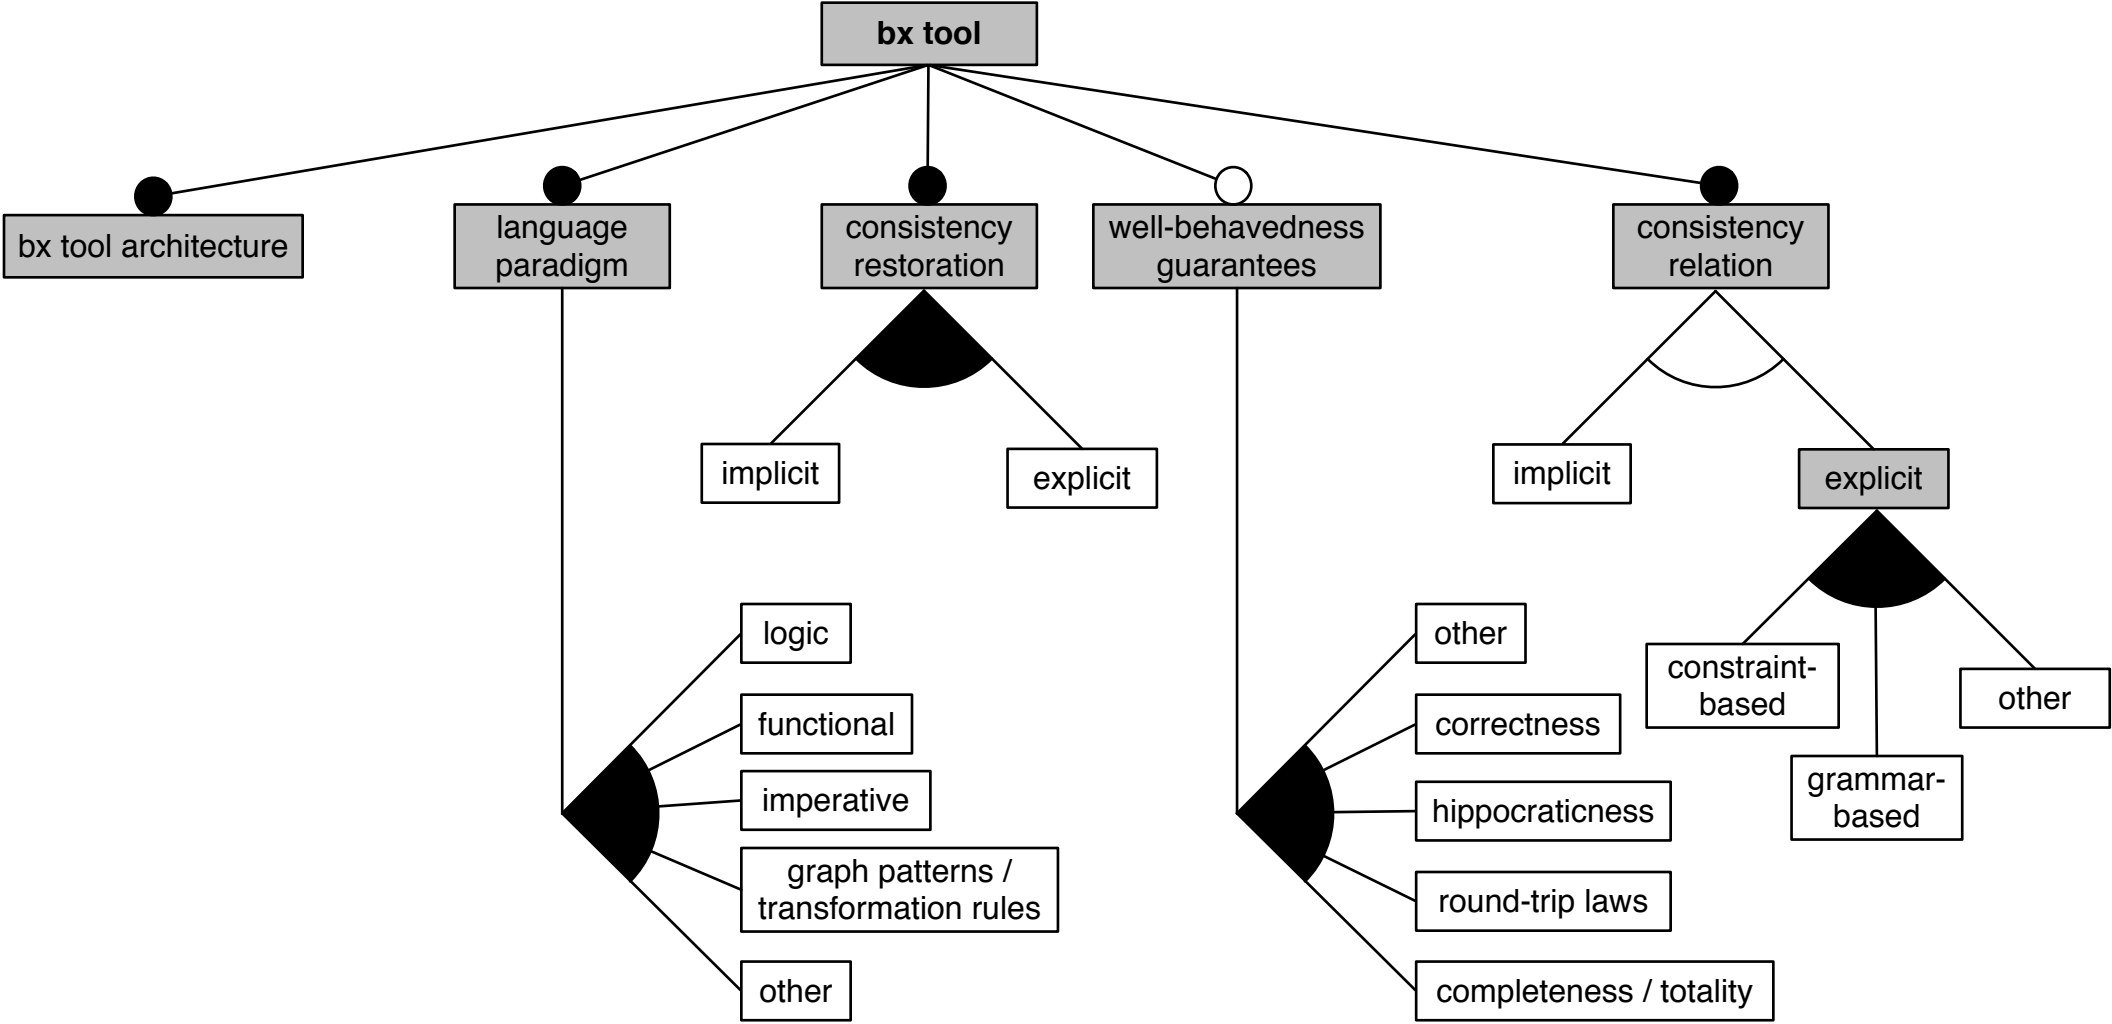 bx tool
bx tool architecture
language
paradigm
consistency
restoration
well-behavedness
guarantees
consistency
relation
implicit
explicit
implicit
explicit
logic
functional
imperative
graph patterns /
transformation rules
other
other
correctness
hippocraticness
round-trip laws
completeness / totality
constraint-
based
grammar-
based
other